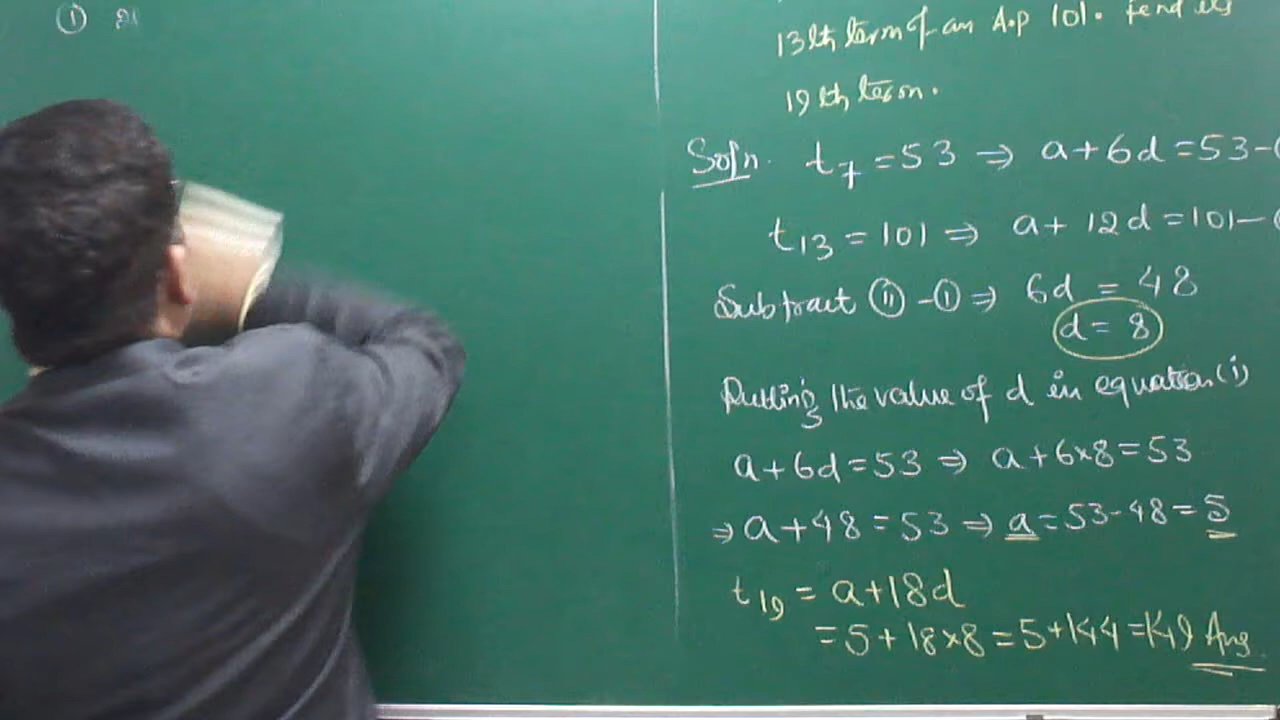 ①
13th term of an A.P 101. find its
19th term.
Soln. t₇ = 53 ⇒ a + 6d = 53 - (
t₁₃ = 101 ⇒ a + 12d = 101 - (
Subtract ⅱ - ⅰ ⇒ 6d = 48
d = 8
Putting the value of d in equation (i)
a + 6d = 53 ⇒ a + 6×8 = 53
⇒ a + 48 = 53 ⇒ a = 53 - 48 = 5
t₁₉ = a + 18d
= 5 + 18×8 = 5 + 144 = 149 Ans